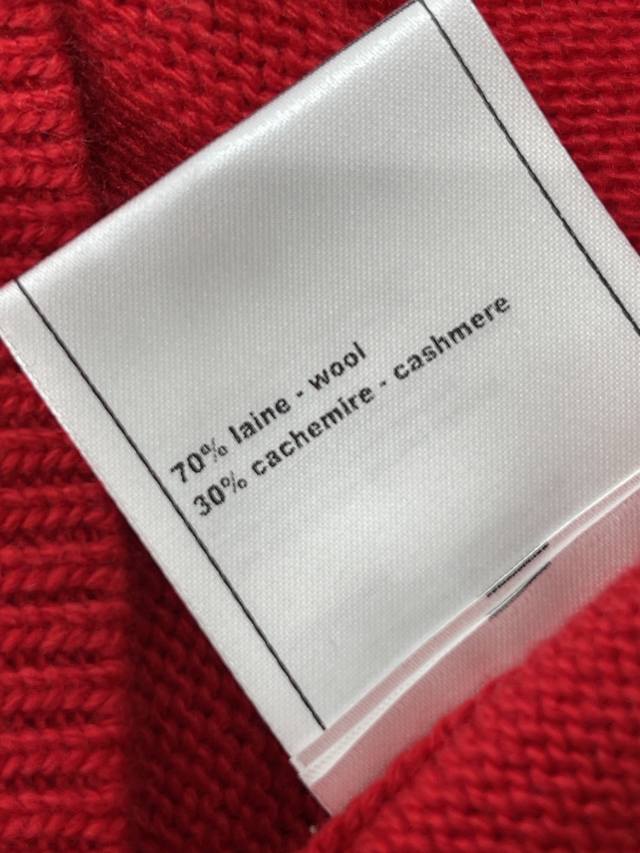 70% laine - wool
30% cachemire - cashmere